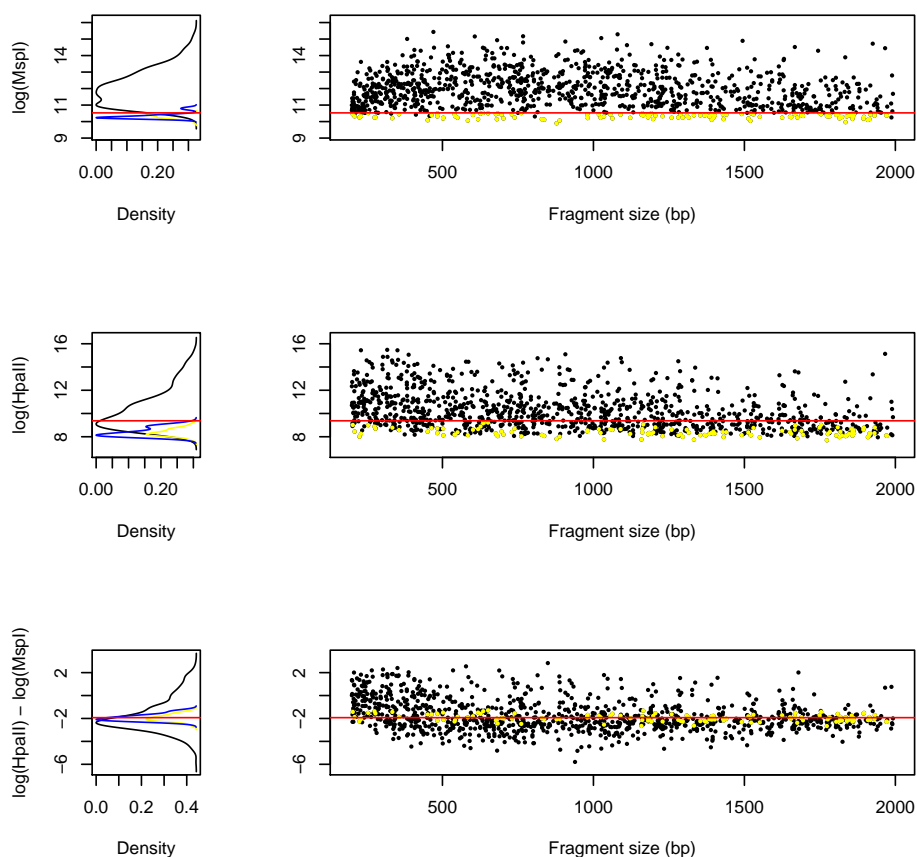 log(MspI)
9 11 14
0.00 0.20
Density
500 1000 1500 2000
Fragment size (bp)
log(HpaII)
8 12 16
0.00 0.20
Density
8 12 16
500 1000 1500 2000
Fragment size (bp)
log(HpaII) − log(MspI)
−6 −2 2
0.0 0.2 0.4
Density
−6 −2 2
500 1000 1500 2000
Fragment size (bp)